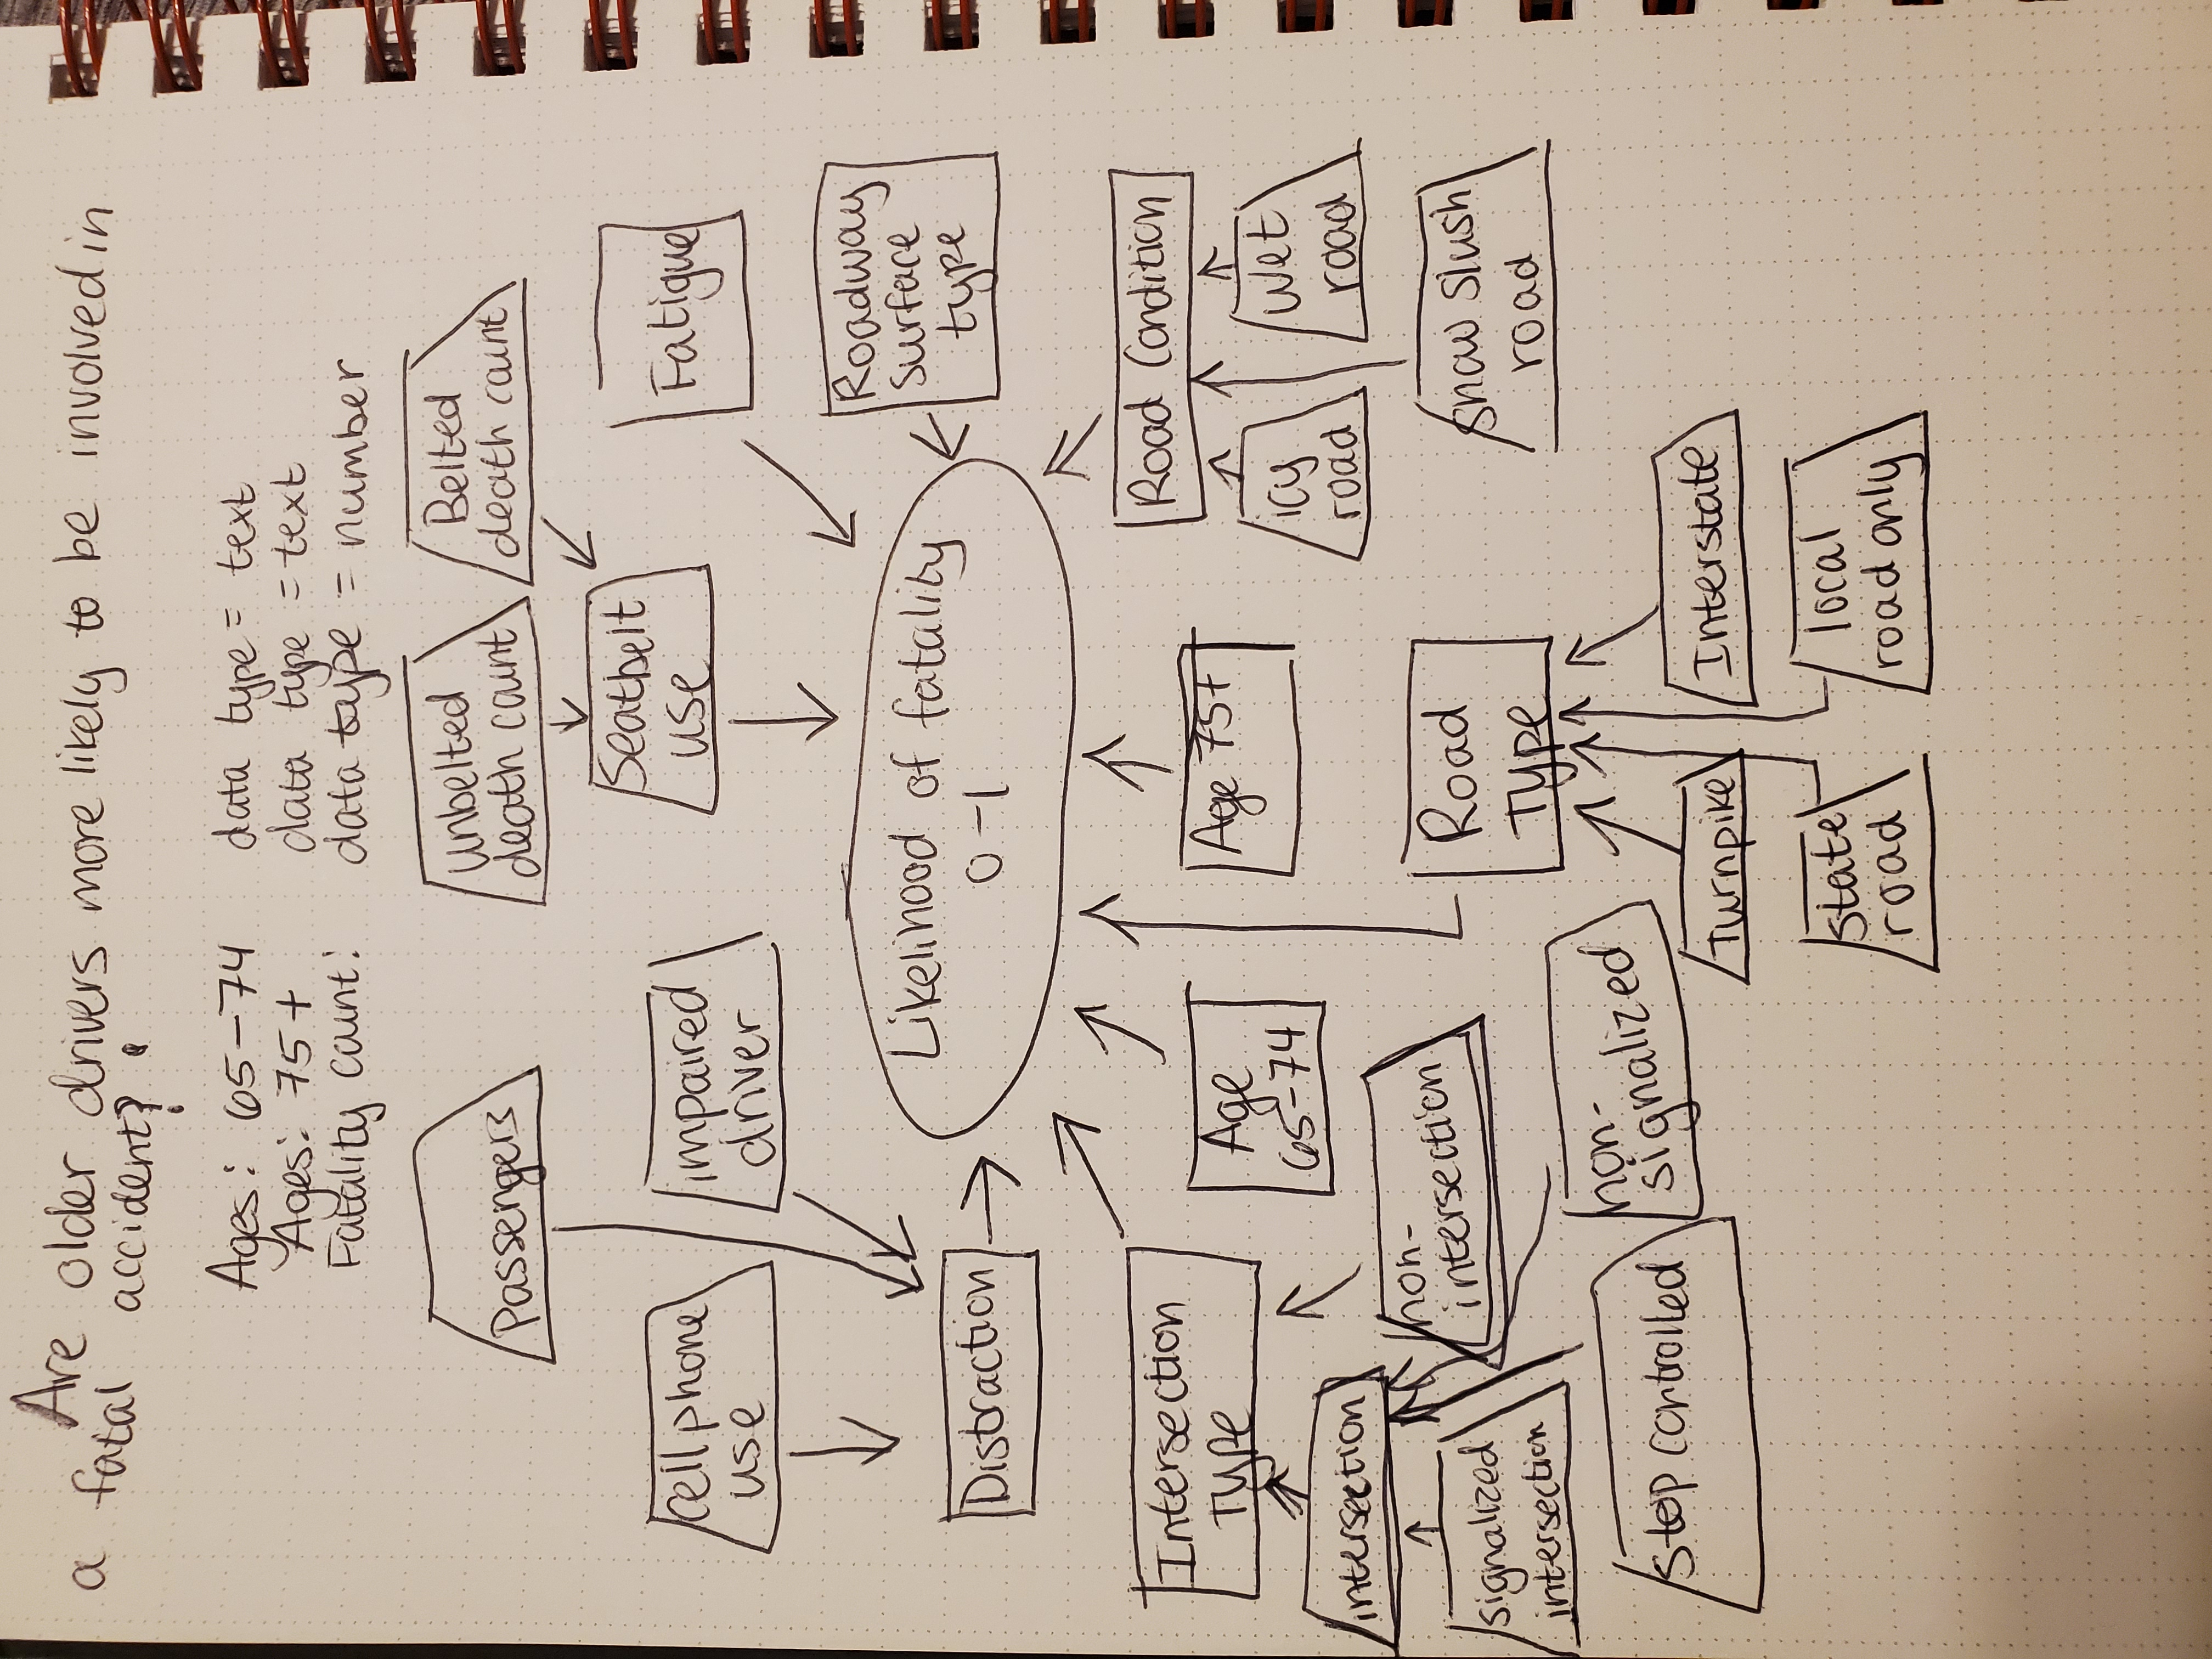 Are older drivers more likely to be involved in
a fatal accident?
Ages: 65-74 data type = text
Ages: 75+ data type = text
Fatality count: data type = number
Passengers
unbelted
death count
Belted
death count
Seatbelt
use
Fatigue
cell phone
use
impaired
driver
Roadway
surface
type
Likelihood of fatality
0-1
Distraction
Intersection
Type
Age
65-74
Age 75+
Road Condition
icy
road
wet
road
intersection
non-
intersection
signalized
intersection
Road
Type
snow slush
road
stop controlled
non-
signalized
Turnpike
Interstate
state
road
local
road only